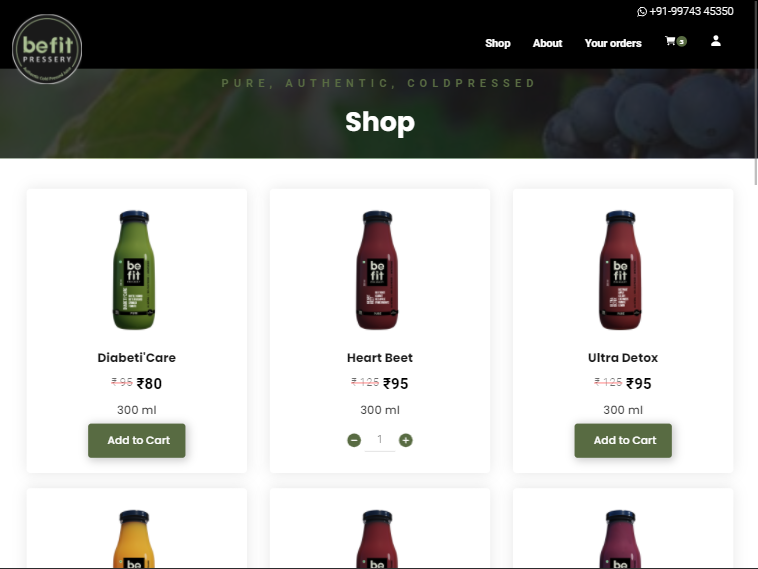 +91-99743 45350
befit
PRESSERY
Shop
About
Your orders
3
PURE, AUTHENTIC, COLDPRESSED
Shop
be
fit
be
fit
be
fit
Diabeti'Care
Heart Beet
Ultra Detox
₹ 95 ₹80
₹ 125 ₹95
₹ 125 ₹95
300 ml
300 ml
300 ml
Add to Cart
1
Add to Cart
be
be
be